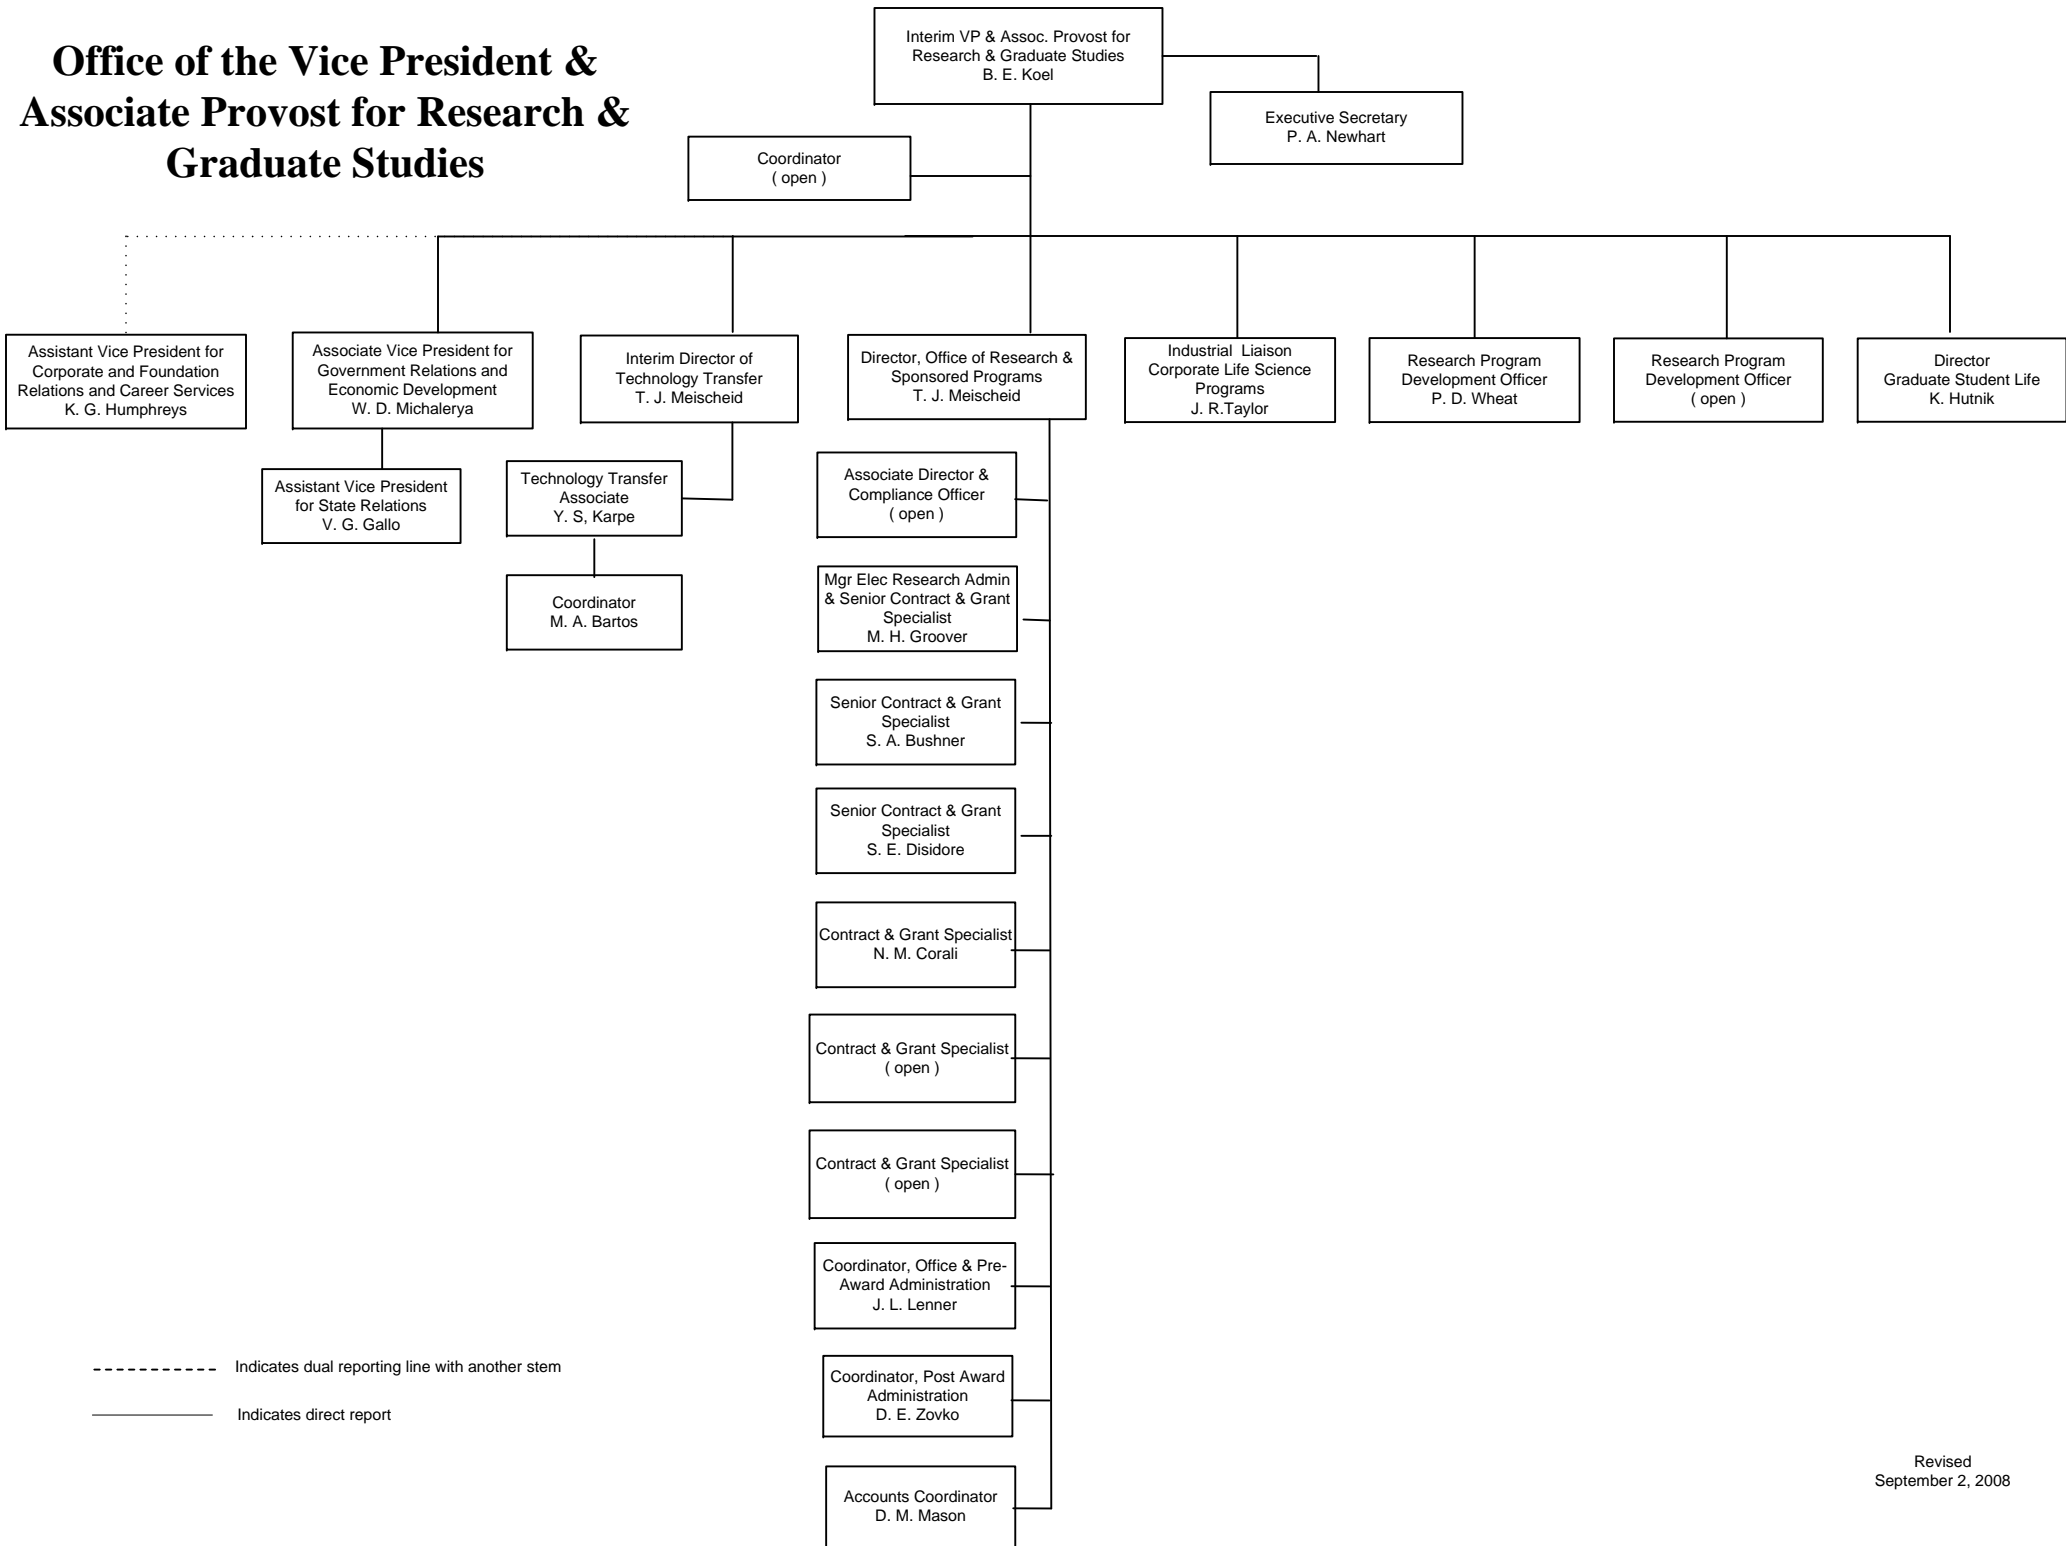 Office of the Vice President &
Associate Provost for Research &
Graduate Studies
Interim VP & Assoc. Provost for
Research & Graduate Studies
B. E. Koel
Executive Secretary
P. A. Newhart
Coordinator
( open )
Assistant Vice President for
Corporate and Foundation
Relations and Career Services
K. G. Humphreys
Associate Vice President for
Government Relations and
Economic Development
W. D. Michalerya
Interim Director of
Technology Transfer
T. J. Meischeid
Director, Office of Research &
Sponsored Programs
T. J. Meischeid
Industrial  Liaison
Corporate Life Science
Programs
J. R.Taylor
Research Program
Development Officer
P. D. Wheat
Research Program
Development Officer
( open )
Director
Graduate Student Life
K. Hutnik
Assistant Vice President
for State Relations
V. G. Gallo
Technology Transfer
Associate
Y. S, Karpe
Coordinator
M. A. Bartos
Associate Director &
Compliance Officer
( open )
Mgr Elec Research Admin
& Senior Contract & Grant
Specialist
M. H. Groover
Senior Contract & Grant
Specialist
S. A. Bushner
Senior Contract & Grant
Specialist
S. E. Disidore
Contract & Grant Specialist
N. M. Corali
Contract & Grant Specialist
( open )
Contract & Grant Specialist
( open )
Coordinator, Office & Pre-
Award Administration
J. L. Lenner
Coordinator, Post Award
Administration
D. E. Zovko
Accounts Coordinator
D. M. Mason
Indicates dual reporting line with another stem
Indicates direct report
Revised
September 2, 2008